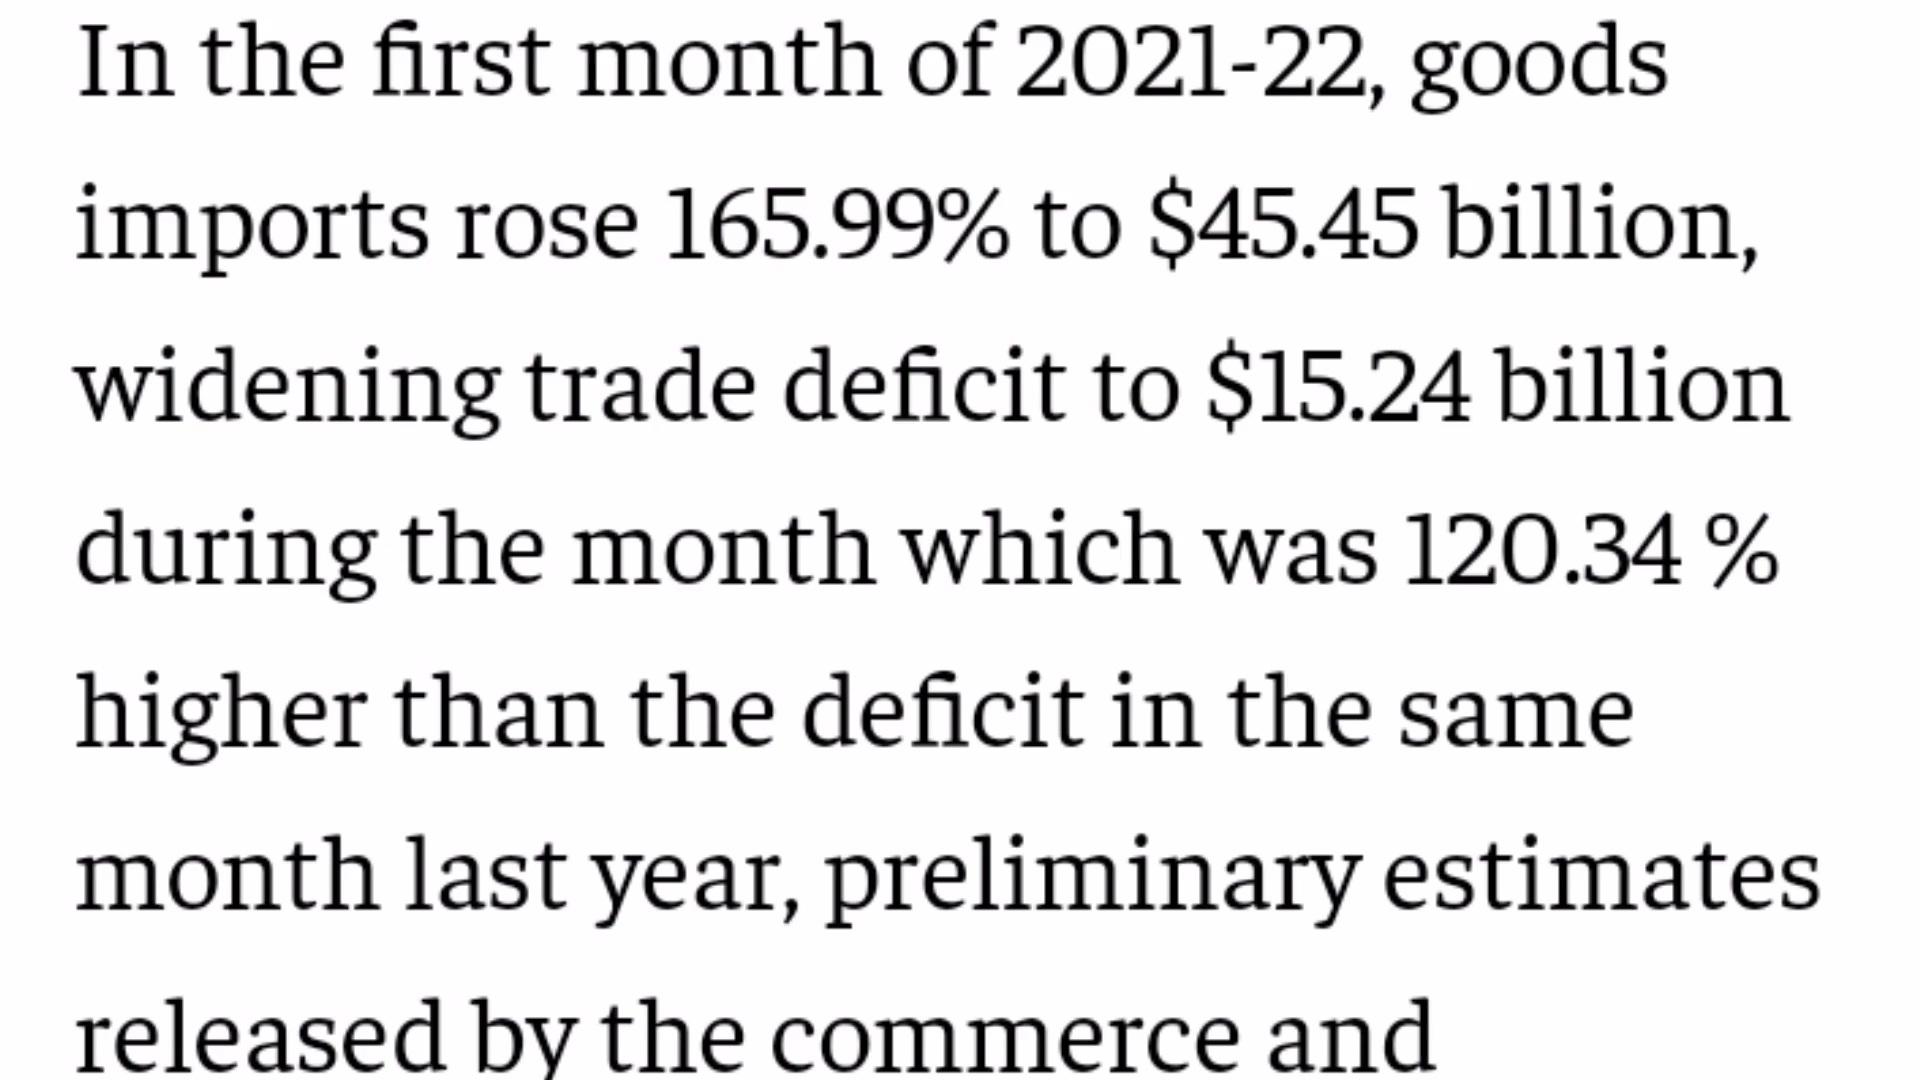 In the first month of 2021-22, goods
imports rose 165.99% to $45.45 billion,
widening trade deficit to $15.24 billion
during the month which was 120.34 %
higher than the deficit in the same
month last year, preliminary estimates
released by the commerce and